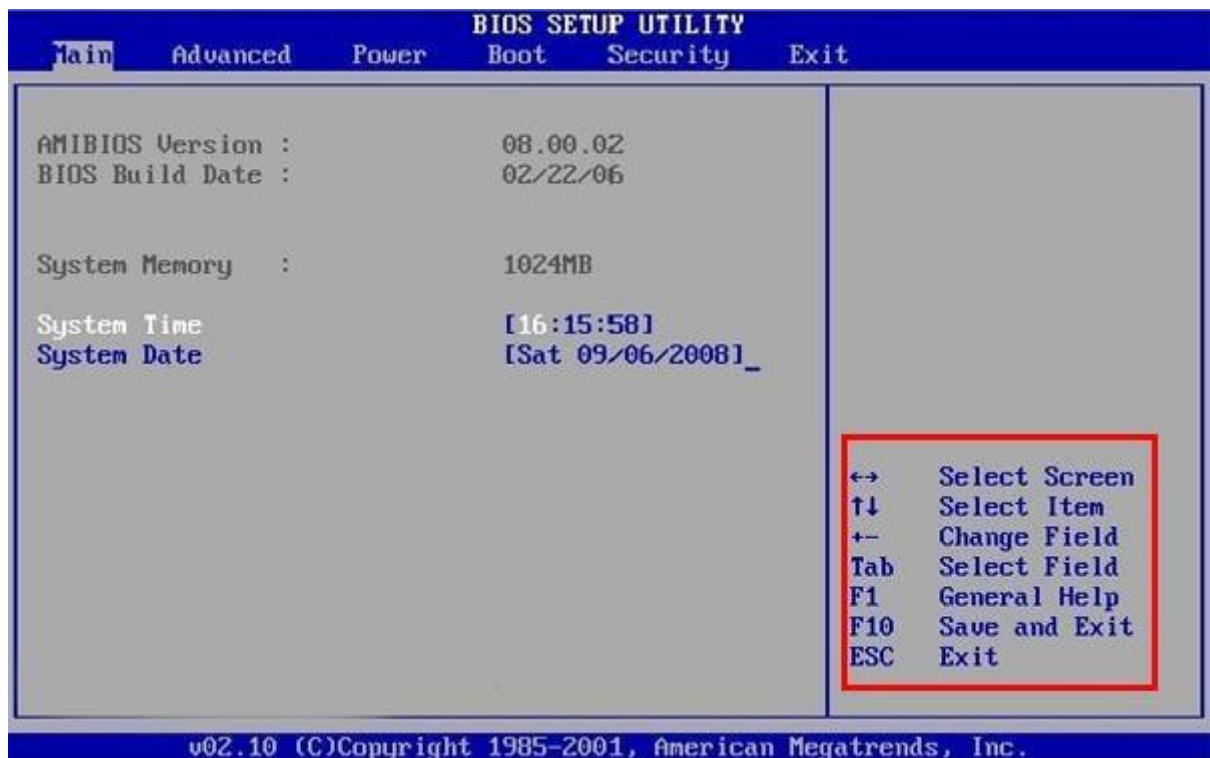 BIOS SETUP UTILITY
Main Advanced Power Boot Security Exit
AMIBIOS Version : 08.00.02
BIOS Build Date : 02/22/06
System Memory : 1024MB
System Time [16:15:58]
System Date [Sat 09/06/2008]_
←→ Select Screen
↑↓ Select Item
+- Change Field
Tab Select Field
F1 General Help
F10 Save and Exit
ESC Exit
v02.10 (C)Copyright 1985-2001, American Megatrends, Inc.